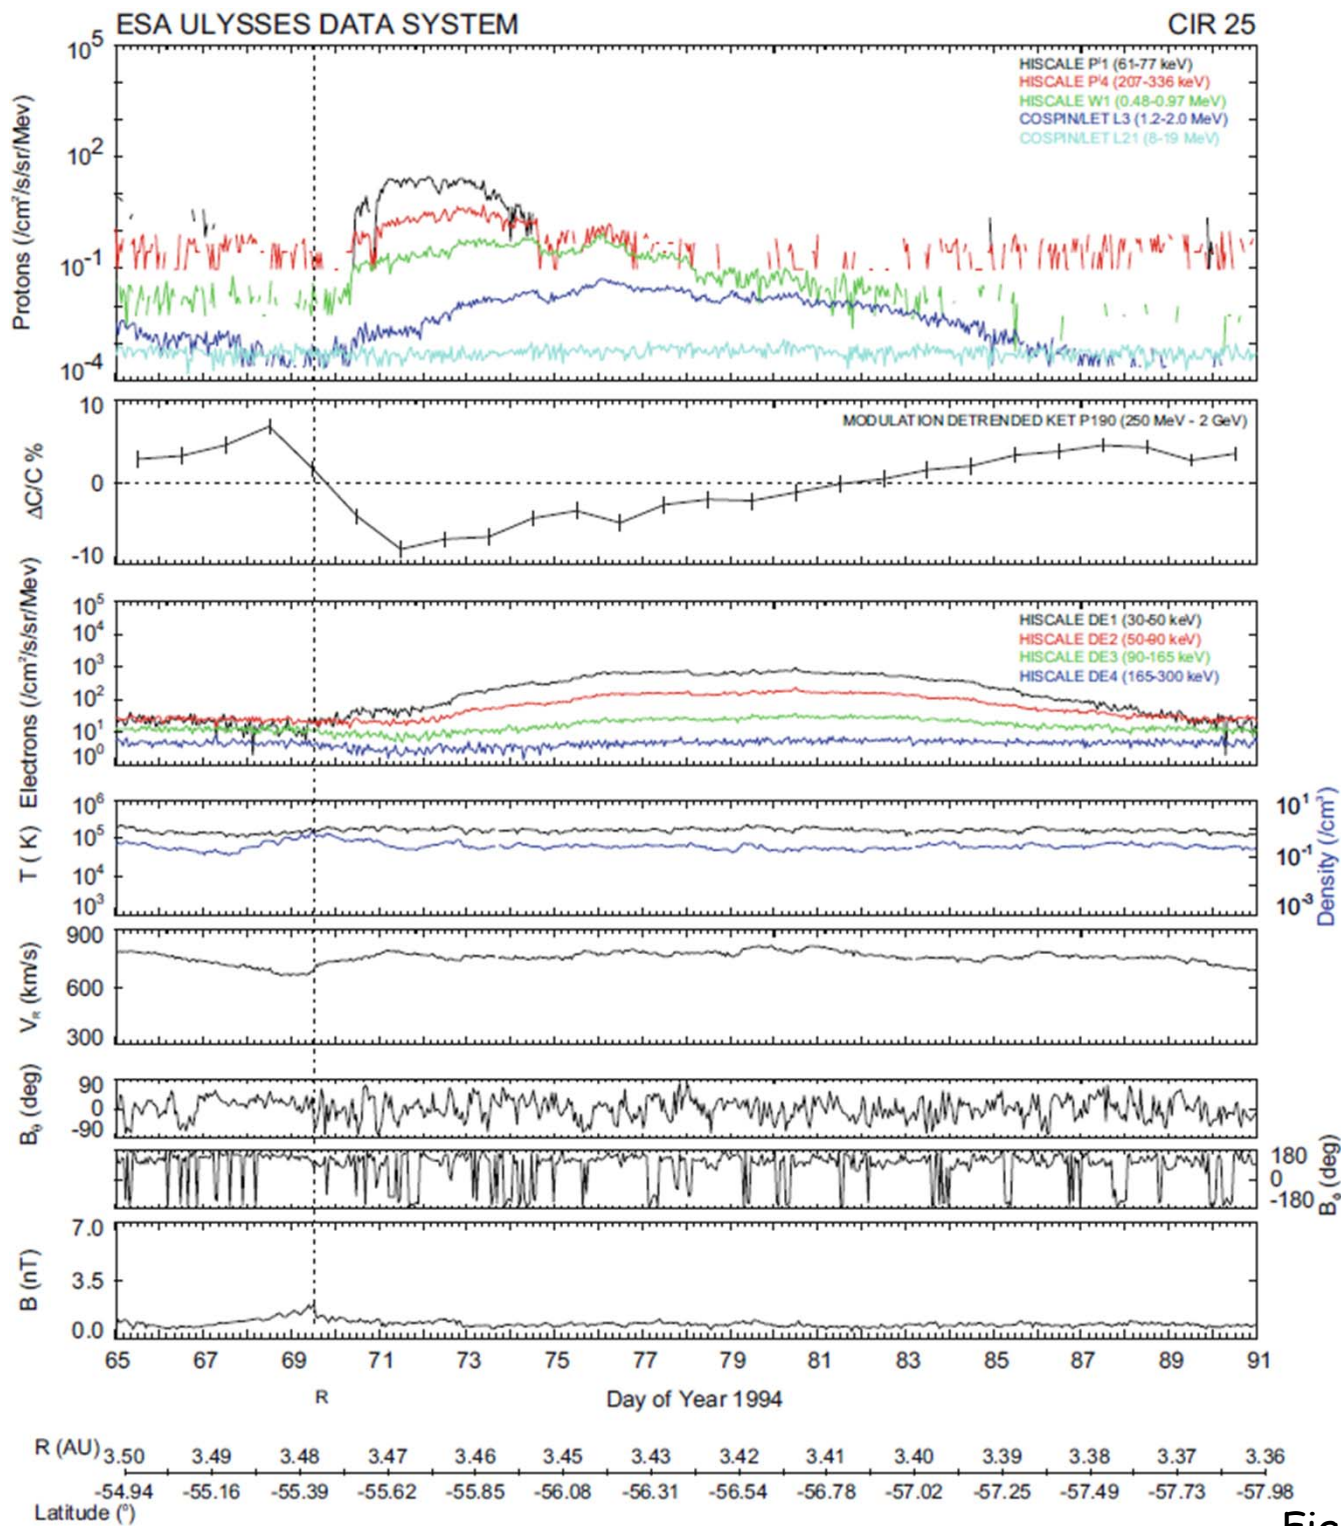 ESA ULYSSES DATA SYSTEM CIR 25
10⁵
10²
10⁻¹
10⁻⁴
Protons (/cm²/s/sr/Mev)
HISCALE P'1 (61-77 keV)
HISCALE P'4 (207-336 keV)
HISCALE W1 (0.48-0.97 MeV)
COSPIN/LET L3 (1.2-2.0 MeV)
COSPIN/LET L21 (8-19 MeV)
10
0
-10
ΔC/C %
MODULATION DETRENDED KET P190 (250 MeV - 2 GeV)
10⁵
10⁴
10³
10²
10¹
10⁰
Electrons (/cm²/s/sr/Mev)
HISCALE DE1 (30-50 keV)
HISCALE DE2 (50-90 keV)
HISCALE DE3 (90-165 keV)
HISCALE DE4 (165-300 keV)
10⁶
10⁵
10⁴
10³
T ( K)
10¹
10⁻¹
10⁻³
Density (/cm³)
900
600
300
V_R (km/s)
90
0
-90
B_θ (deg)
180
0
-180
B_Φ (deg)
7.0
3.5
0.0
B (nT)
65 67 69 71 73 75 77 79 81 83 85 87 89 91
R Day of Year 1994
R (AU) 3.50 3.49 3.48 3.47 3.46 3.45 3.43 3.42 3.41 3.40 3.39 3.38 3.37 3.36
-54.94 -55.16 -55.39 -55.62 -55.85 -56.08 -56.31 -56.54 -56.78 -57.02 -57.25 -57.49 -57.73 -57.98
Latitude (°)